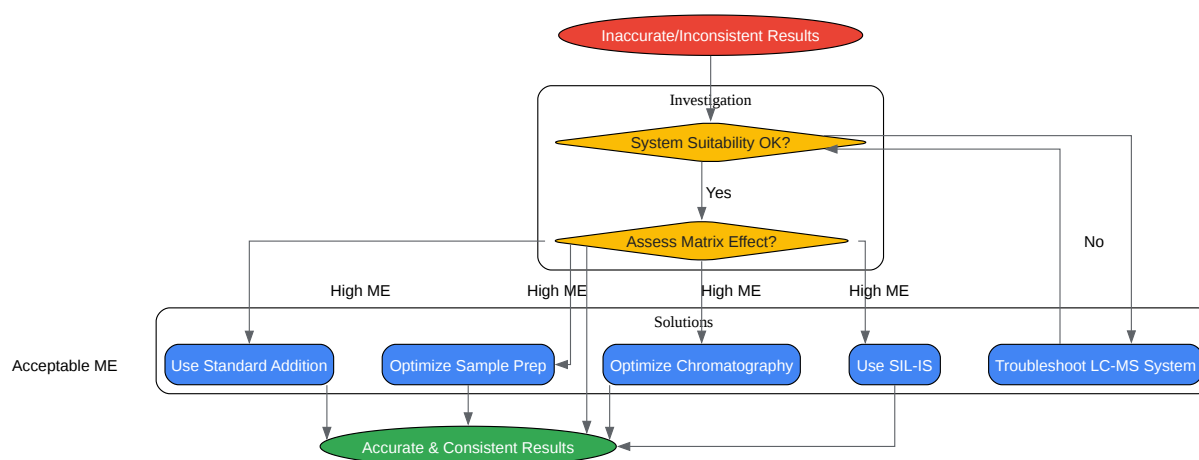 Inaccurate/Inconsistent Results
Investigation
System Suitability OK?
Yes
Assess Matrix Effect?
No
High ME
High ME
High ME
High ME
Solutions
Acceptable ME
Use Standard Addition
Optimize Sample Prep
Optimize Chromatography
Use SIL-IS
Troubleshoot LC-MS System
Accurate & Consistent Results